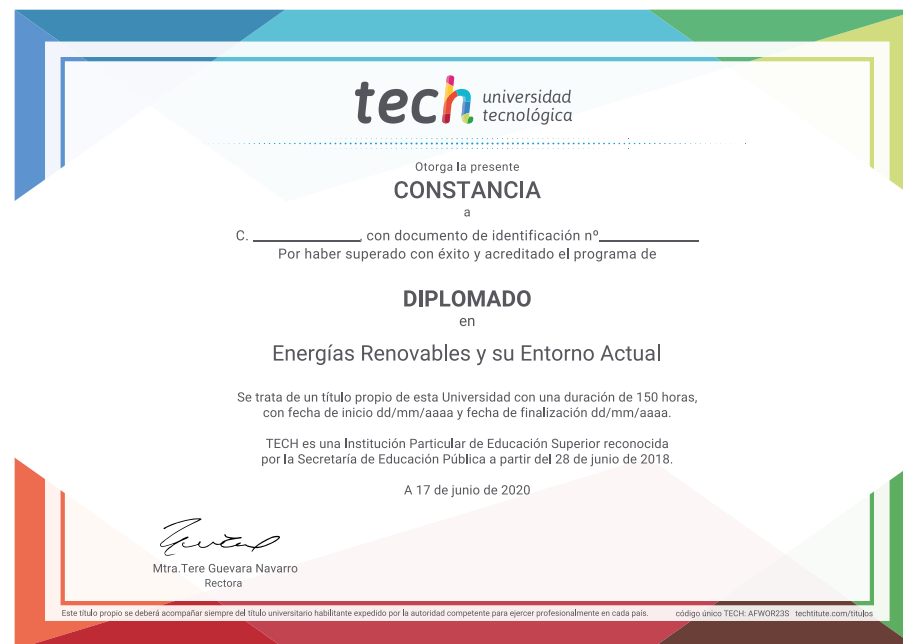 tech universidad
tecnológica
Otorga la presente
CONSTANCIA
a
C. ______________, con documento de identificación nº______________
Por haber superado con éxito y acreditado el programa de
DIPLOMADO
en
Energías Renovables y su Entorno Actual
Se trata de un título propio de esta Universidad con una duración de 150 horas,
con fecha de inicio dd/mm/aaaa y fecha de finalización dd/mm/aaaa.
TECH es una Institución Particular de Educación Superior reconocida
por la Secretaría de Educación Pública a partir del 28 de junio de 2018.
A 17 de junio de 2020
Mtra.Tere Guevara Navarro
Rectora
Este título propio se deberá acompañar siempre del título universitario habilitante expedido por la autoridad competente para ejercer profesionalmente en cada país. código único TECH: AFWOR23S techtitute.com/titulos